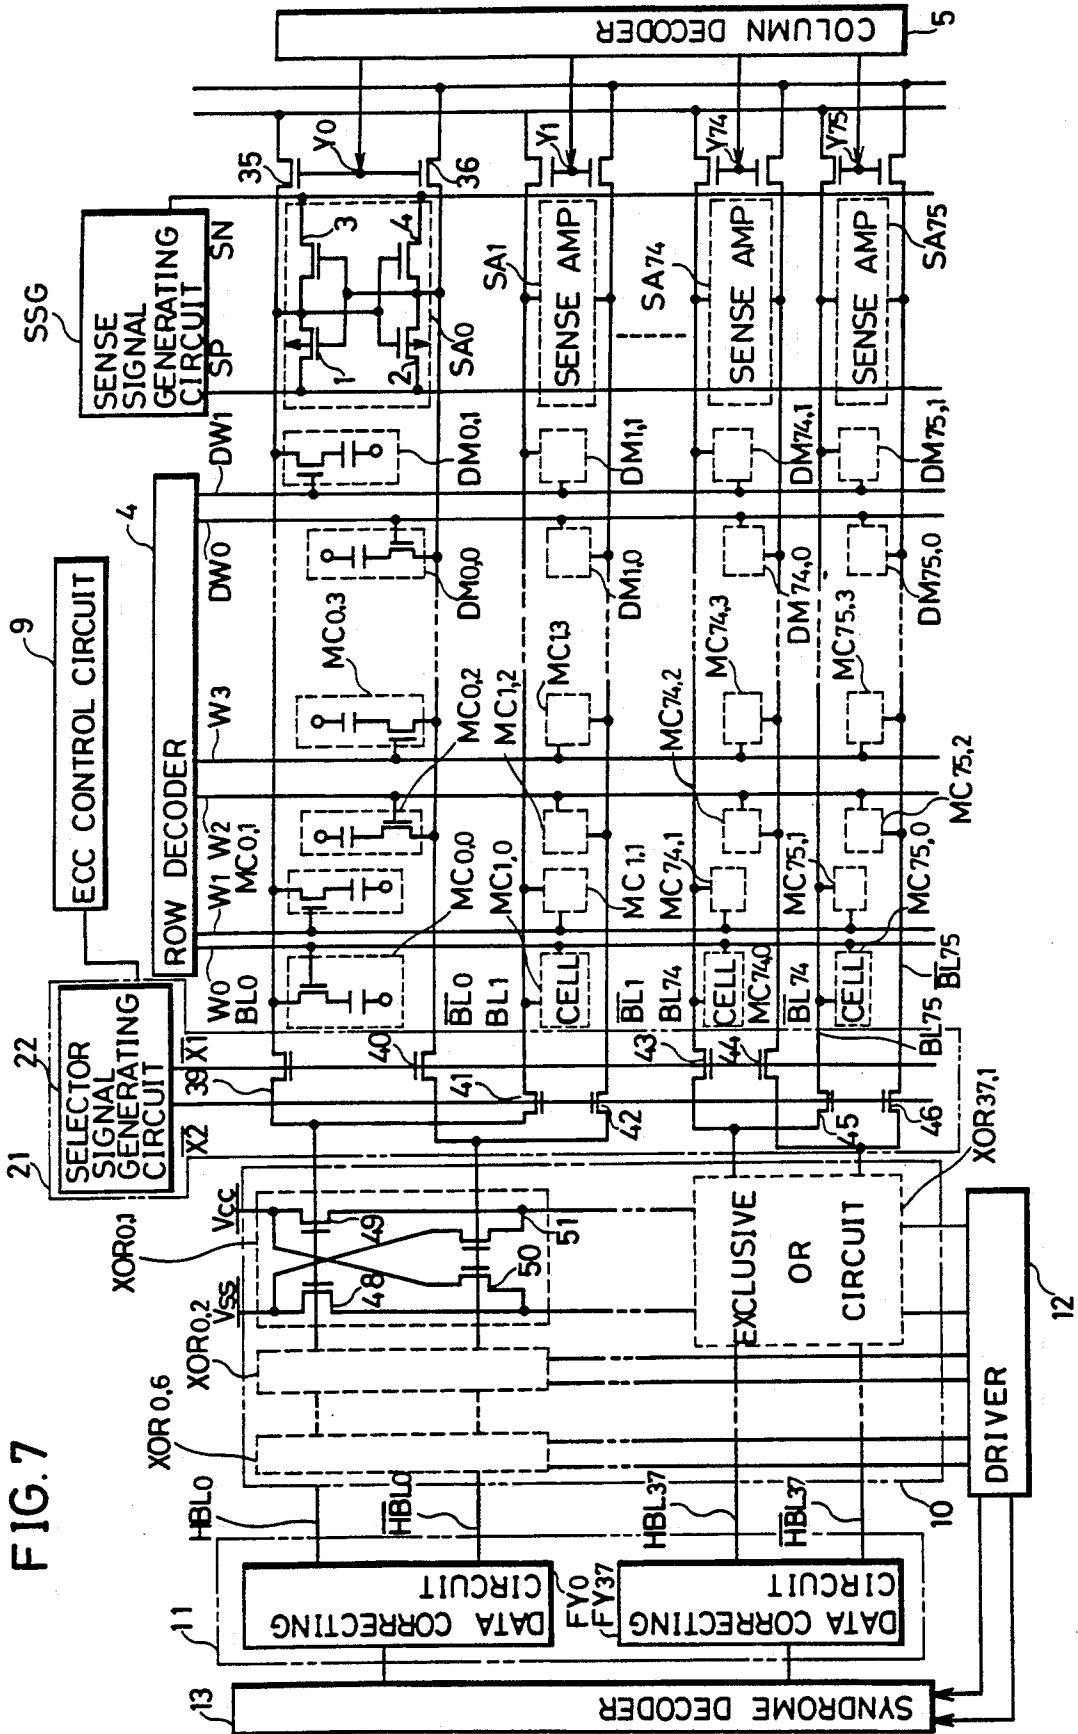 FIG. 7
13
SYNDROME DECODER
11
DATA CORRECTING
CIRCUIT
FY0
FY37
DATA CORRECTING
CIRCUIT
HBL0
HBL0
HBL37
HBL37
10
XOR0,6
XOR0,2
XOR0,1
Vss
Vcc
48
49
50
51
EXCLUSIVE
OR
CIRCUIT
XOR37,1
DRIVER
12
21
22
SELECTOR
SIGNAL
GENERATING
CIRCUIT
X2
X1
39
40
41
42
43
44
45
46
9
ECC CONTROL CIRCUIT
4
ROW DECODER
W0
W1
W2
W3
DW0
DW1
BL0
BL0
BL1
BL1
BL74
BL74
BL75
BL75
MC0,1
MC0,0
MC0,2
MC0,3
DM0,0
DM0,1
CELL
MC1,0
MC1,1
MC1,2
MC1,3
DM1,0
DM1,1
CELL
MC74,0
MC74,1
MC74,2
MC74,3
DM74,0
DM74,1
CELL
MC75,0
MC75,1
MC75,2
MC75,3
DM75,0
DM75,1
SSG
SENSE
SIGNAL
GENERATING
CIRCUIT
SP
SN
1
2
3
4
SA0
SA1
SENSE AMP
SA74
SENSE AMP
SENSE AMP
SA75
35
36
Y0
Y1
Y74
Y75
COLUMN DECODER
5